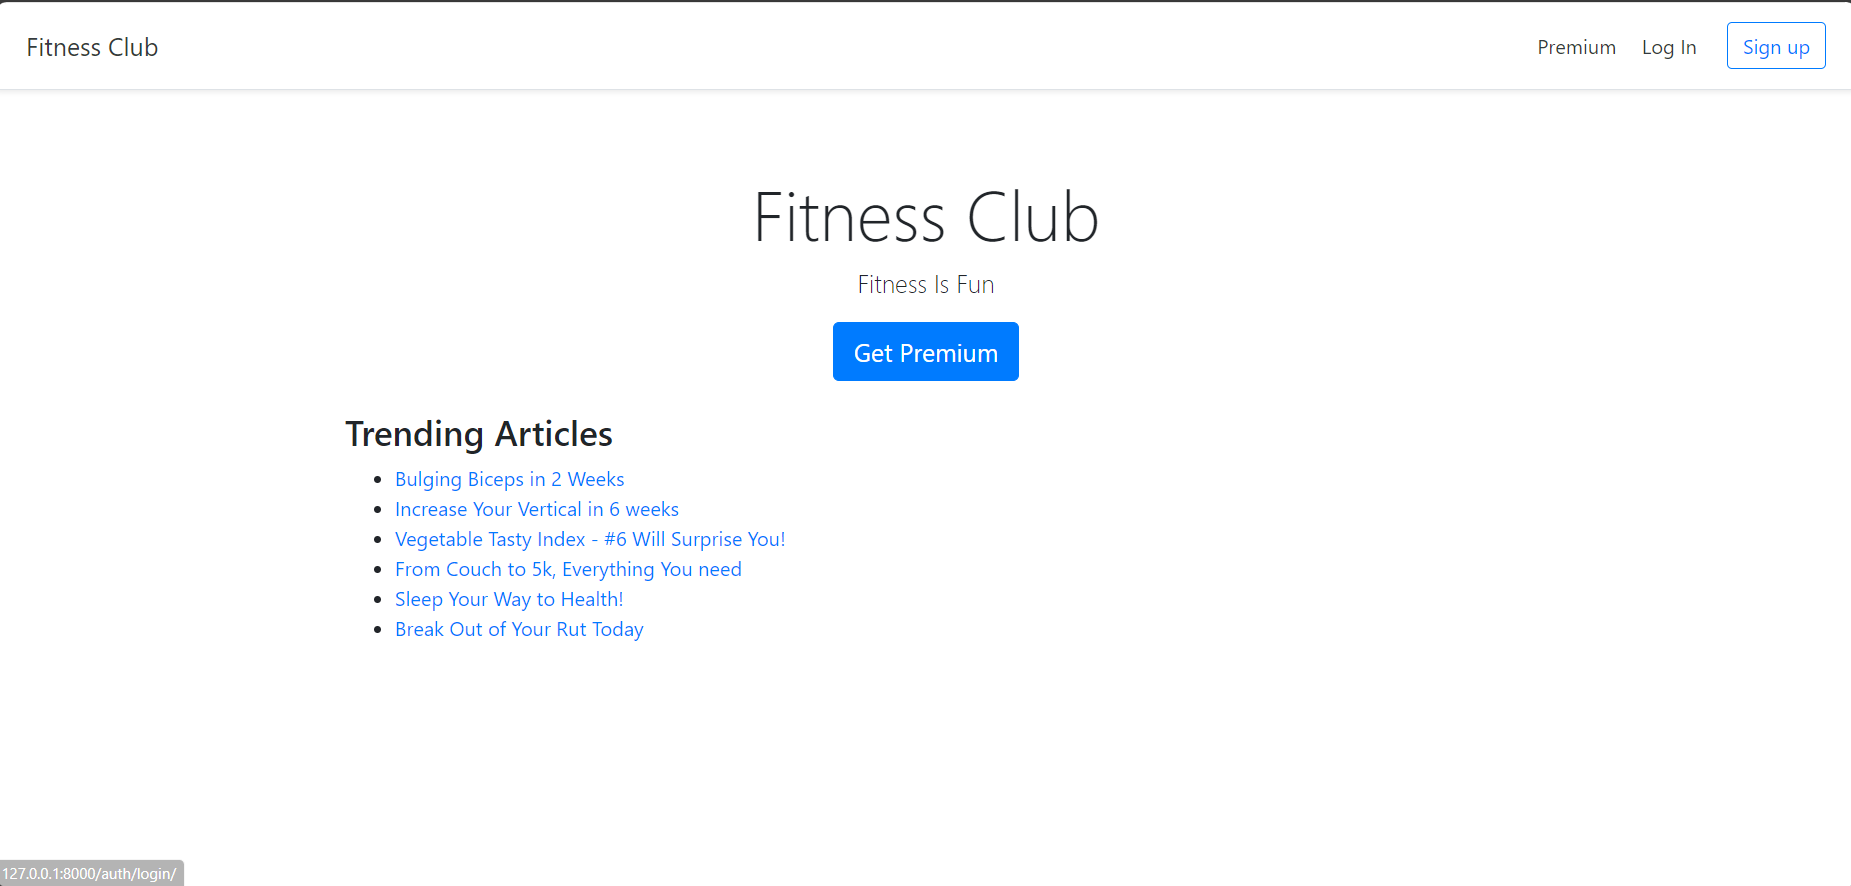 Fitness Club
Premium Log In Sign up
Fitness Club
Fitness Is Fun
Get Premium
Trending Articles
Bulging Biceps in 2 Weeks
Increase Your Vertical in 6 weeks
Vegetable Tasty Index - #6 Will Surprise You!
From Couch to 5k, Everything You need
Sleep Your Way to Health!
Break Out of Your Rut Today
127.0.0.1:8000/auth/login/